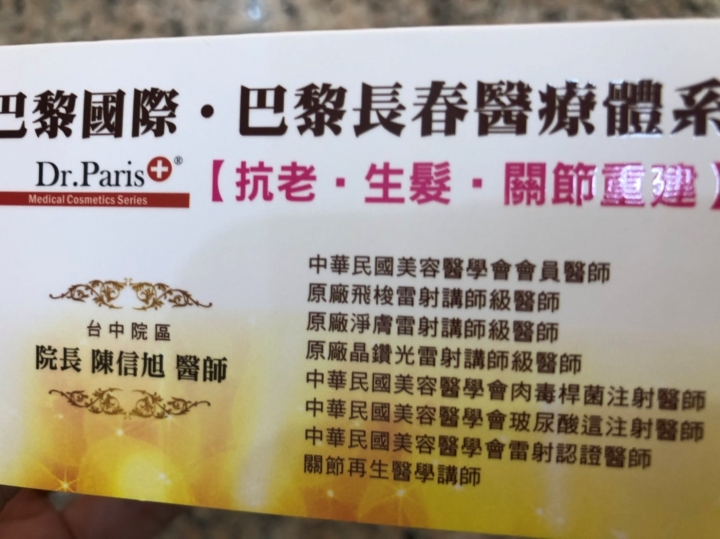 巴黎國際・巴黎長春醫療體系
Dr.Paris®
Medical Cosmetics Series
【抗老・生髮・關節重建】
台中院區
院長 陳信旭 醫師
中華民國美容醫學會會員醫師
原廠飛梭雷射講師級醫師
原廠淨膚雷射講師級醫師
原廠晶鑽光雷射講師級醫師
中華民國美容醫學會肉毒桿菌注射醫師
中華民國美容醫學會玻尿酸這注射醫師
中華民國美容醫學會雷射認證醫師
關節再生醫學講師